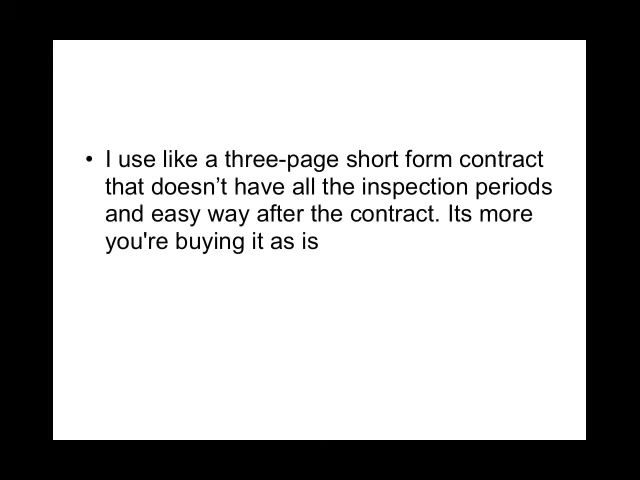 • I use like a three-page short form contract
that doesn’t have all the inspection periods
and easy way after the contract. Its more
you're buying it as is